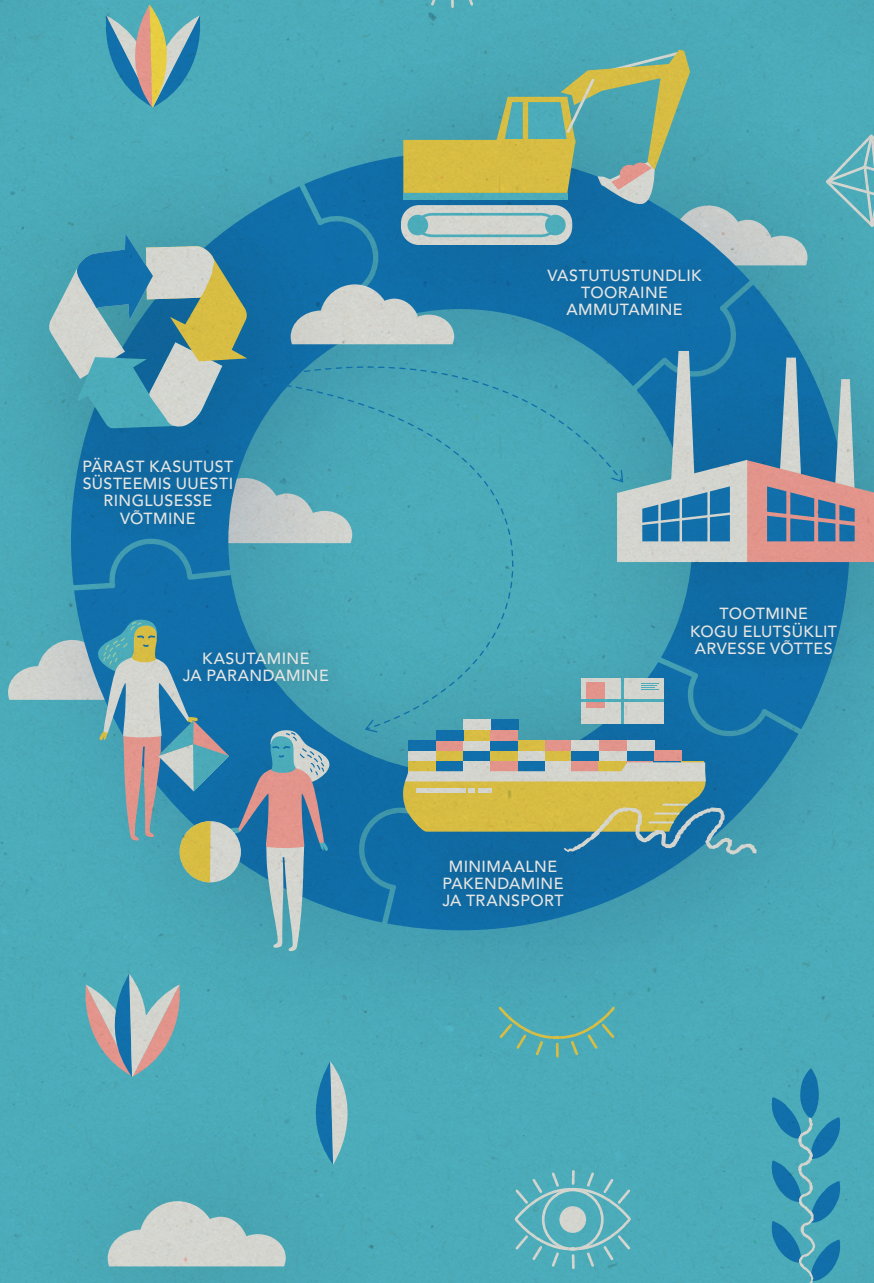 VASTUTUSTUNDLIK
TOORAINE
AMMUTAMINE
PÄRAST KASUTUST
SÜSTEEMIS UUESTI
RINGLUSESSE
VÕTMINE
TOOTMINE
KOGU ELUTSÜKLIT
ARVESSE VÕTTES
KASUTAMINE
JA PARANDAMINE
MINIMAALNE
PAKENDAMINE
JA TRANSPORT